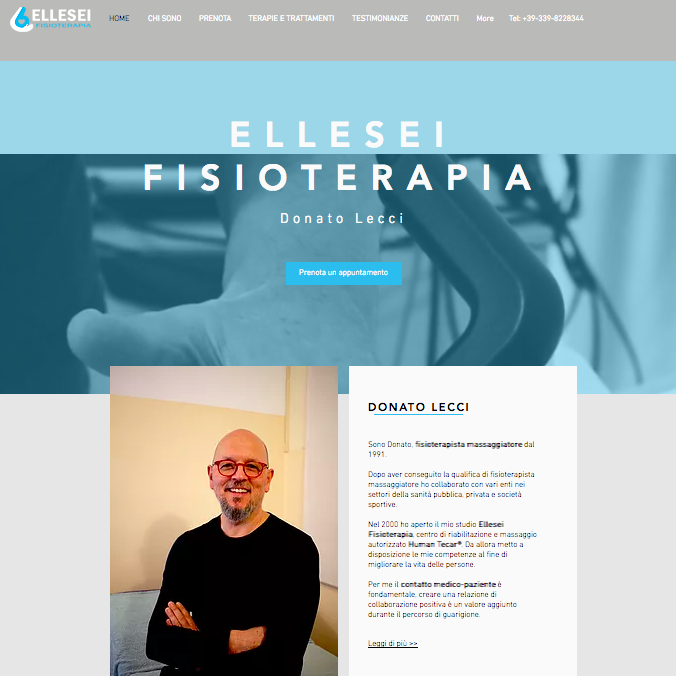 ELLESEI
FISIOTERAPIA
HOME CHI SONO PRENOTA TERAPIE E TRATTAMENTI TESTIMONIANZE CONTATTI More Tel: +39-339-8228344
ELLESEI
FISIOTERAPIA
Donato Lecci
Prenota un appuntamento
DONATO LECCI
Sono Donato, fisioterapista massaggiatore dal
1991.
Dopo aver conseguito la qualifica di fisioterapista
massaggiatore ho collaborato con vari enti nei
settori della sanità pubblica, privata e società
sportive.
Nel 2000 ho aperto il mio studio Ellesei
Fisioterapia, centro di riabilitazione e massaggio
autorizzato Human Tecar®. Da allora metto a
disposizione le mie competenze al fine di
migliorare la vita delle persone.
Per me il contatto medico-paziente è
fondamentale, creare una relazione di
collaborazione positiva è un valore aggiunto
durante il percorso di guarigione.
Leggi di più >>